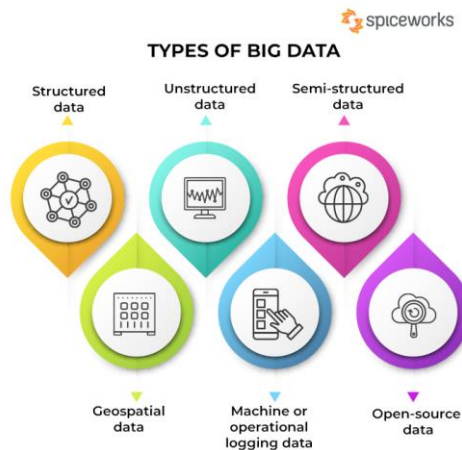 spiceworks
TYPES OF BIG DATA
Structured
data
Unstructured
data
Semi-structured
data
Geospatial
data
Machine or
operational
logging data
Open-source
data